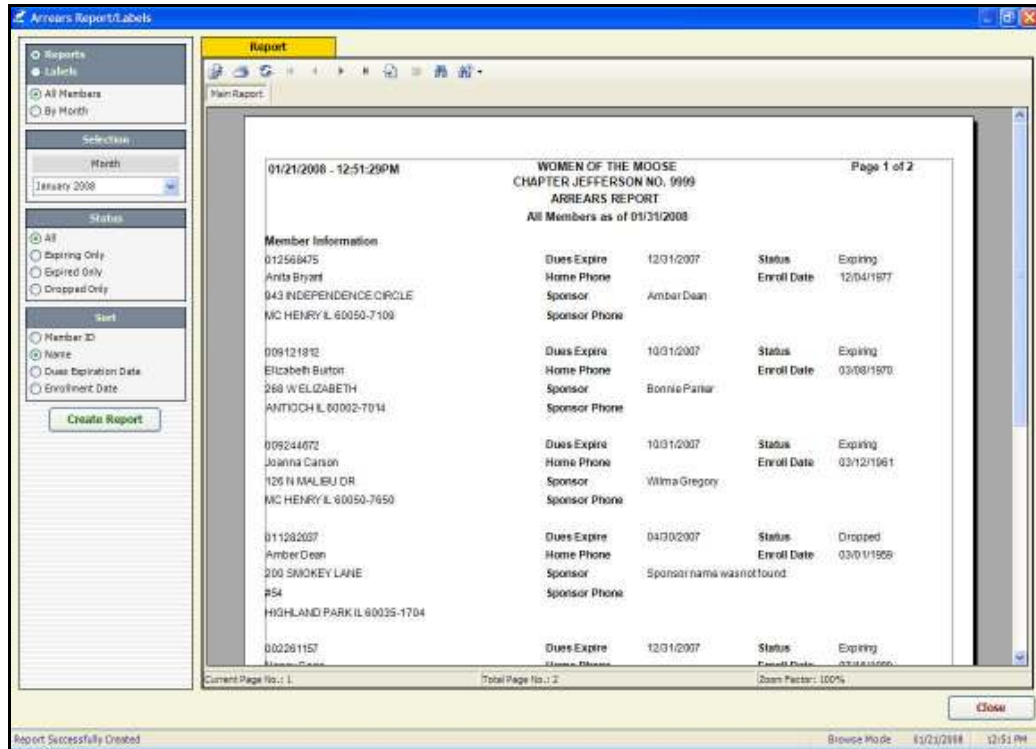 Arrears Report/Labels
Reports
Labels
All Members
By Month
Selection
Month
January 2008
Status
All
Expiring Only
Expired Only
Dropped Only
Sort
Member ID
Name
Dues Expiration Date
Enrollment Date
Create Report
Report
Main Report
01/21/2008 - 12:51:29PM WOMEN OF THE MOOSE Page 1 of 2
CHAPTER JEFFERSON NO. 9999
ARREARS REPORT
All Members as of 01/31/2008
Member Information
012568475 Dues Expire 12/31/2007 Status Expiring
Anita Bryant Home Phone Enroll Date 12/04/1977
943 INDEPENDENCE CIRCLE Sponsor Amber Dean
MC HENRY IL 60050-7109 Sponsor Phone
009121812 Dues Expire 10/31/2007 Status Expiring
Elizabeth Burton Home Phone Enroll Date 03/08/1970
268 W ELIZABETH Sponsor Bonnie Parker
ANTIOCH IL 60002-7014 Sponsor Phone
009244672 Dues Expire 10/31/2007 Status Expiring
Joanna Carson Home Phone Enroll Date 03/12/1961
126 N MALIBU DR Sponsor Wilma Gregory
MC HENRY IL 60050-7650 Sponsor Phone
011282037 Dues Expire 04/30/2007 Status Dropped
Amber Dean Home Phone Enroll Date 03/01/1959
200 SMOKEY LANE Sponsor Sponsor name was not found
#54 Sponsor Phone
HIGHLAND PARK IL 60035-1704
002261157 Dues Expire 12/31/2007 Status Expiring
Home Phone Enroll Date
Current Page No.: 1 Total Page No.: 2 Zoom Factor: 100%
Close
Report Successfully Created Browse Mode 01/21/2008 12:51 PM